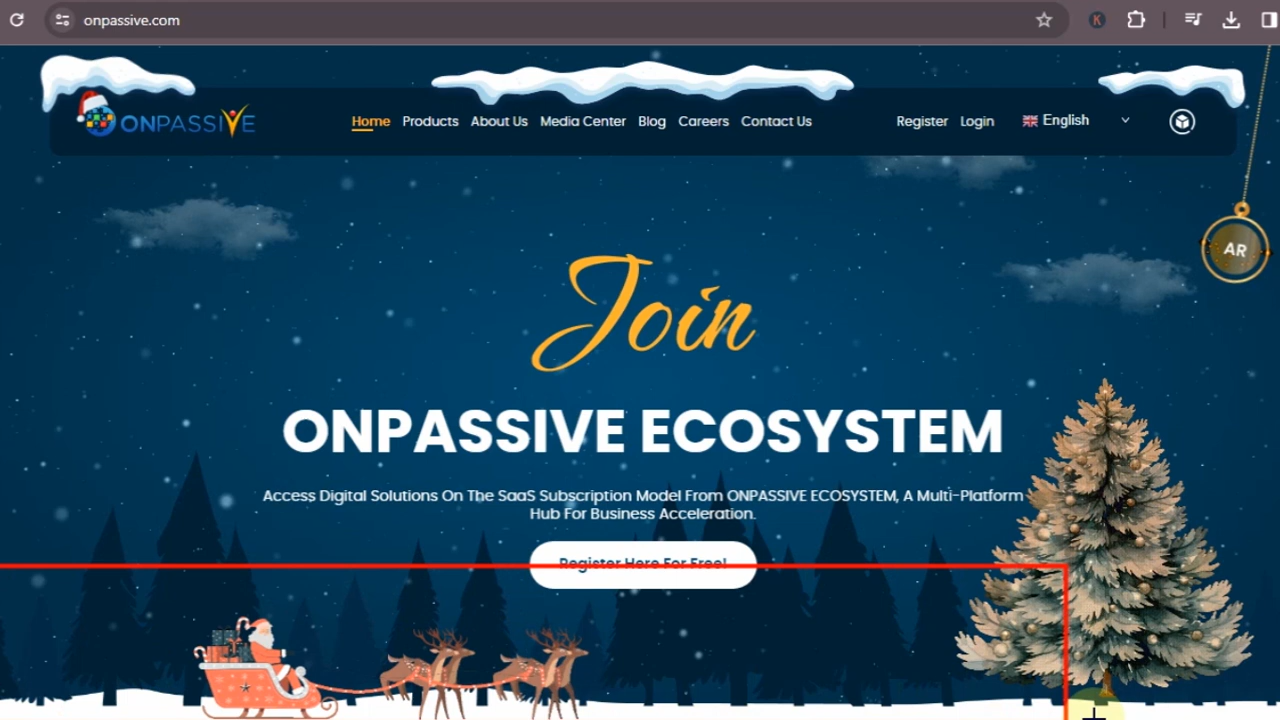 onpassive.com
K
ONPASSIVE
Home Products About Us Media Center Blog Careers Contact Us Register Login English
AR
Join
ONPASSIVE ECOSYSTEM
Access Digital Solutions On The SaaS Subscription Model From ONPASSIVE ECOSYSTEM, A Multi-Platform
Hub For Business Acceleration.
Register Here For Free!